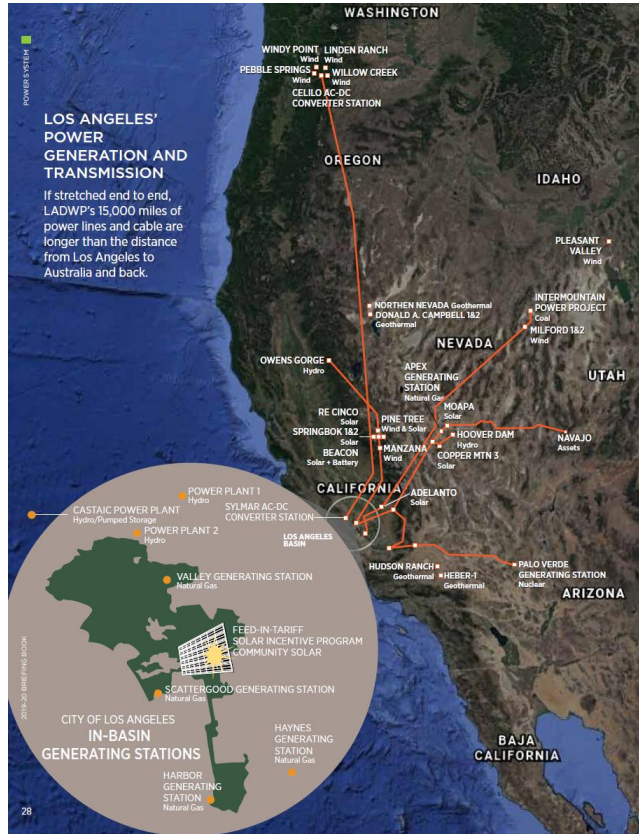 WASHINGTON
POWER SYSTEM
WINDY POINT
Wind
LINDEN RANCH
Wind
PEBBLE SPRINGS
Wind
WILLOW CREEK
Wind
CELILO AC-DC
CONVERTER STATION
LOS ANGELES’
POWER
GENERATION AND
TRANSMISSION
If stretched end to end,
LADWP’s 15,000 miles of
power lines and cable are
longer than the distance
from Los Angeles to
Australia and back.
OREGON
IDAHO
PLEASANT
VALLEY
Wind
NORTHEN NEVADA Geothermal
DONALD A. CAMPBELL 1&2
Geothermal
INTERMOUNTAIN
POWER PROJECT
Coal
MILFORD 1&2
Wind
NEVADA
OWENS GORGE
Hydro
APEX
GENERATING
STATION
Natural Gas
UTAH
MOAPA
Solar
RE CINCO
Solar
SPRINGBOK 1&2
Solar
BEACON
Solar + Battery
PINE TREE
Wind & Solar
MANZANA
Wind
HOOVER DAM
Hydro
COPPER MTN 3
Solar
NAVAJO
Assets
CALIFORNIA
ADELANTO
Solar
SYLMAR AC-DC
CONVERTER STATION
LOS ANGELES
BASIN
HUDSON RANCH
Geothermal
HEBER-1
Geothermal
PALO VERDE
GENERATING STATION
Nuclear
ARIZONA
POWER PLANT 1
Hydro
CASTAIC POWER PLANT
Hydro/Pumped Storage
POWER PLANT 2
Hydro
VALLEY GENERATING STATION
Natural Gas
FEED-IN-TARIFF
SOLAR INCENTIVE PROGRAM
COMMUNITY SOLAR
SCATTERGOOD GENERATING STATION
Natural Gas
CITY OF LOS ANGELES
IN-BASIN
GENERATING STATIONS
HAYNES
GENERATING
STATION
Natural Gas
HARBOR
GENERATING
STATION
Natural Gas
BAJA
CALIFORNIA
2019-20 BRIEFING BOOK
28